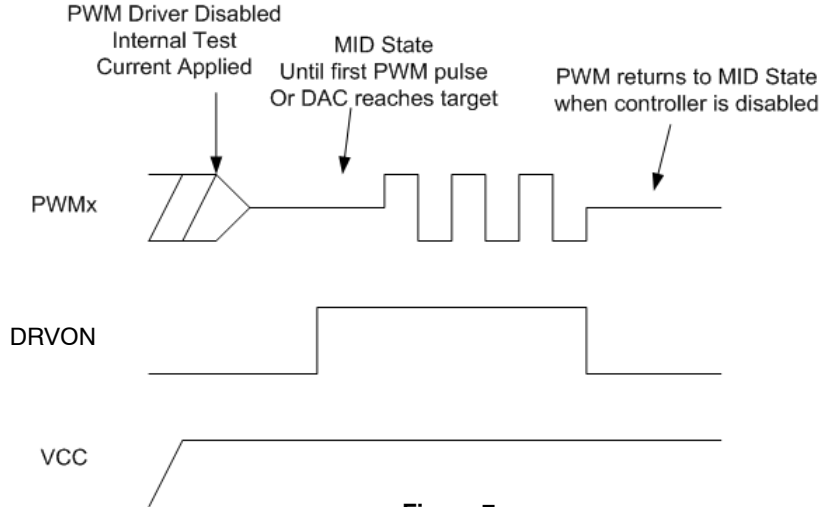 PWM Driver Disabled
Internal Test
Current Applied
MID State
Until first PWM pulse
Or DAC reaches target
PWM returns to MID State
when controller is disabled
PWMx
DRVON
VCC